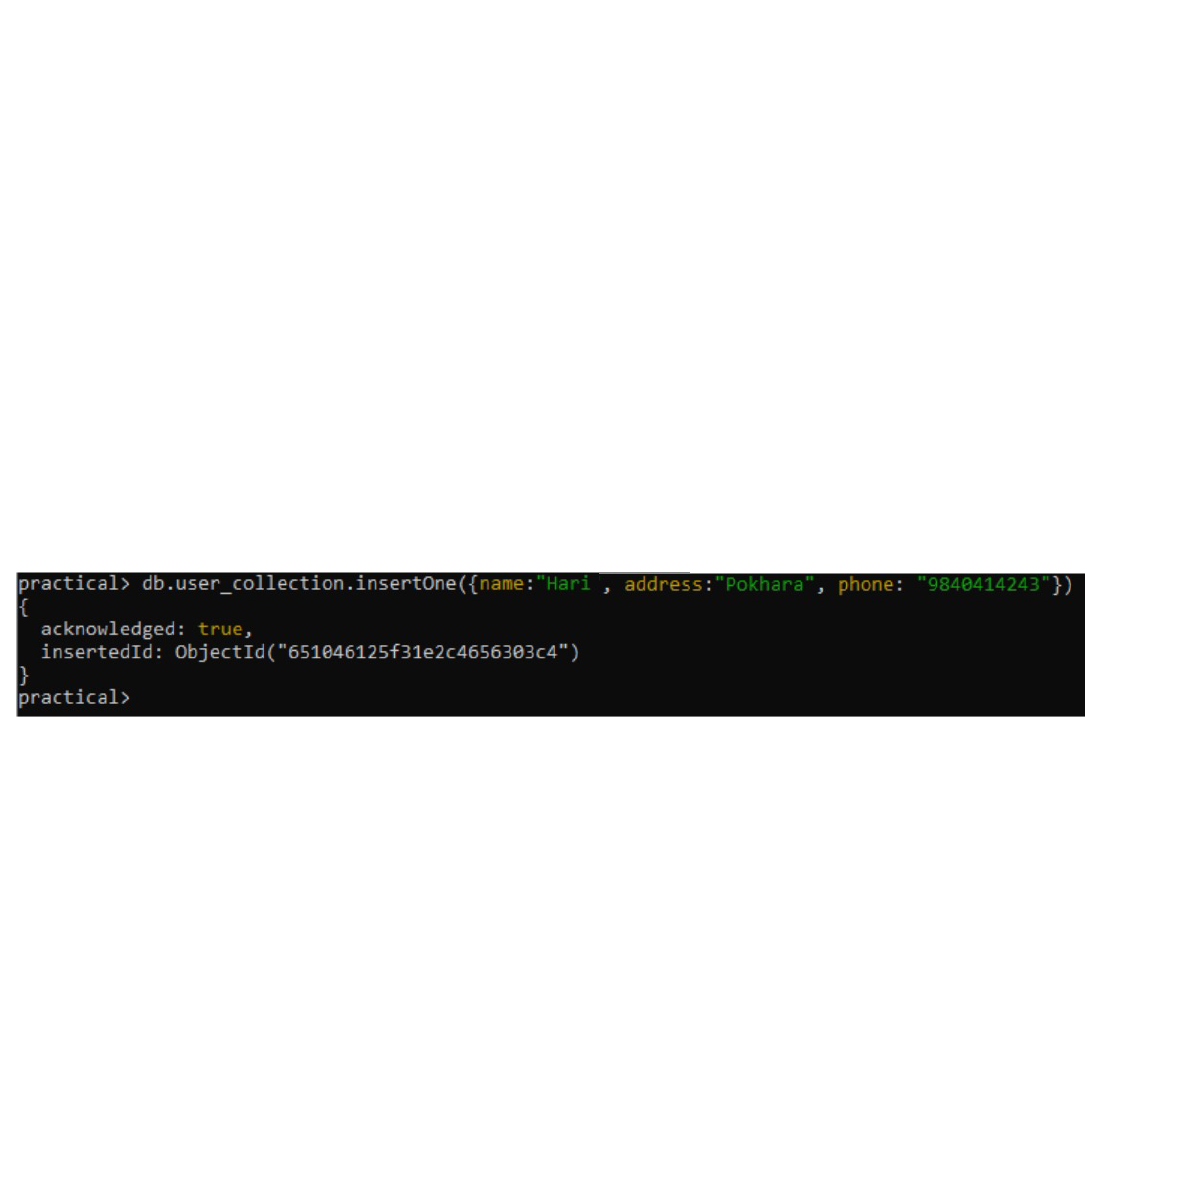 practical> db.user_collection.insertOne({name:"Hari , address:"Pokhara", phone: "9840414243"})
{
  acknowledged: true,
  insertedId: ObjectId("651046125f31e2c4656303c4")
}
practical>